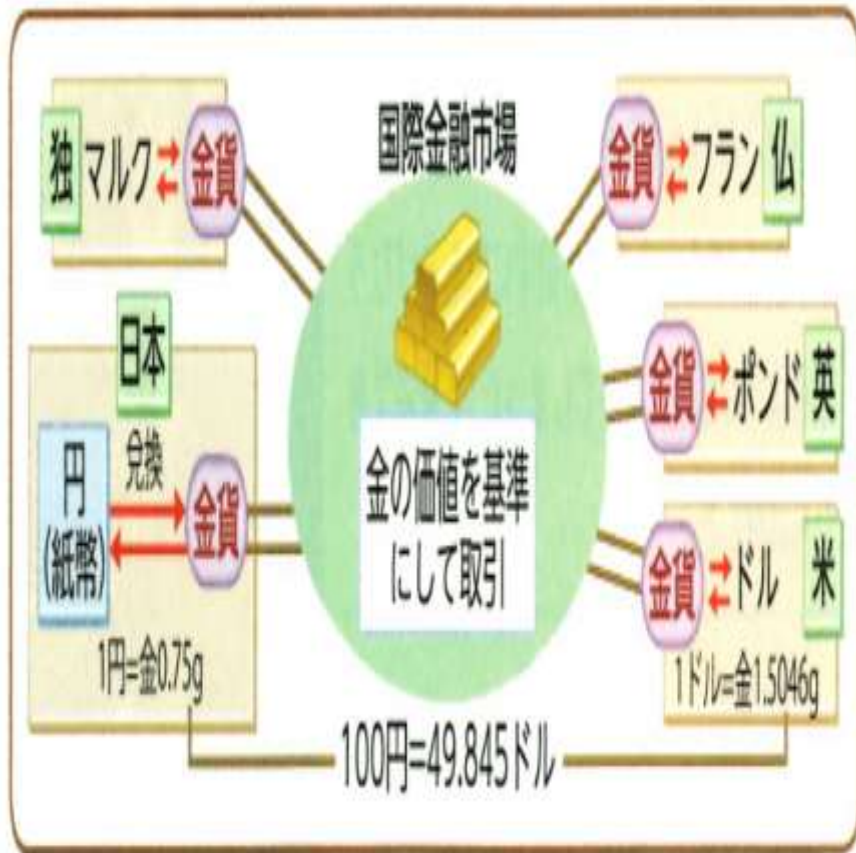 国際金融市場
独
マルク
金貨
金貨
フラン
仏
日本
円
(紙幣)
兌換
金貨
1円=金0.75g
金の価値を基準
にして取引
金貨
ポンド
英
金貨
ドル
米
1ドル=金1.5046g
100円=49.845ドル